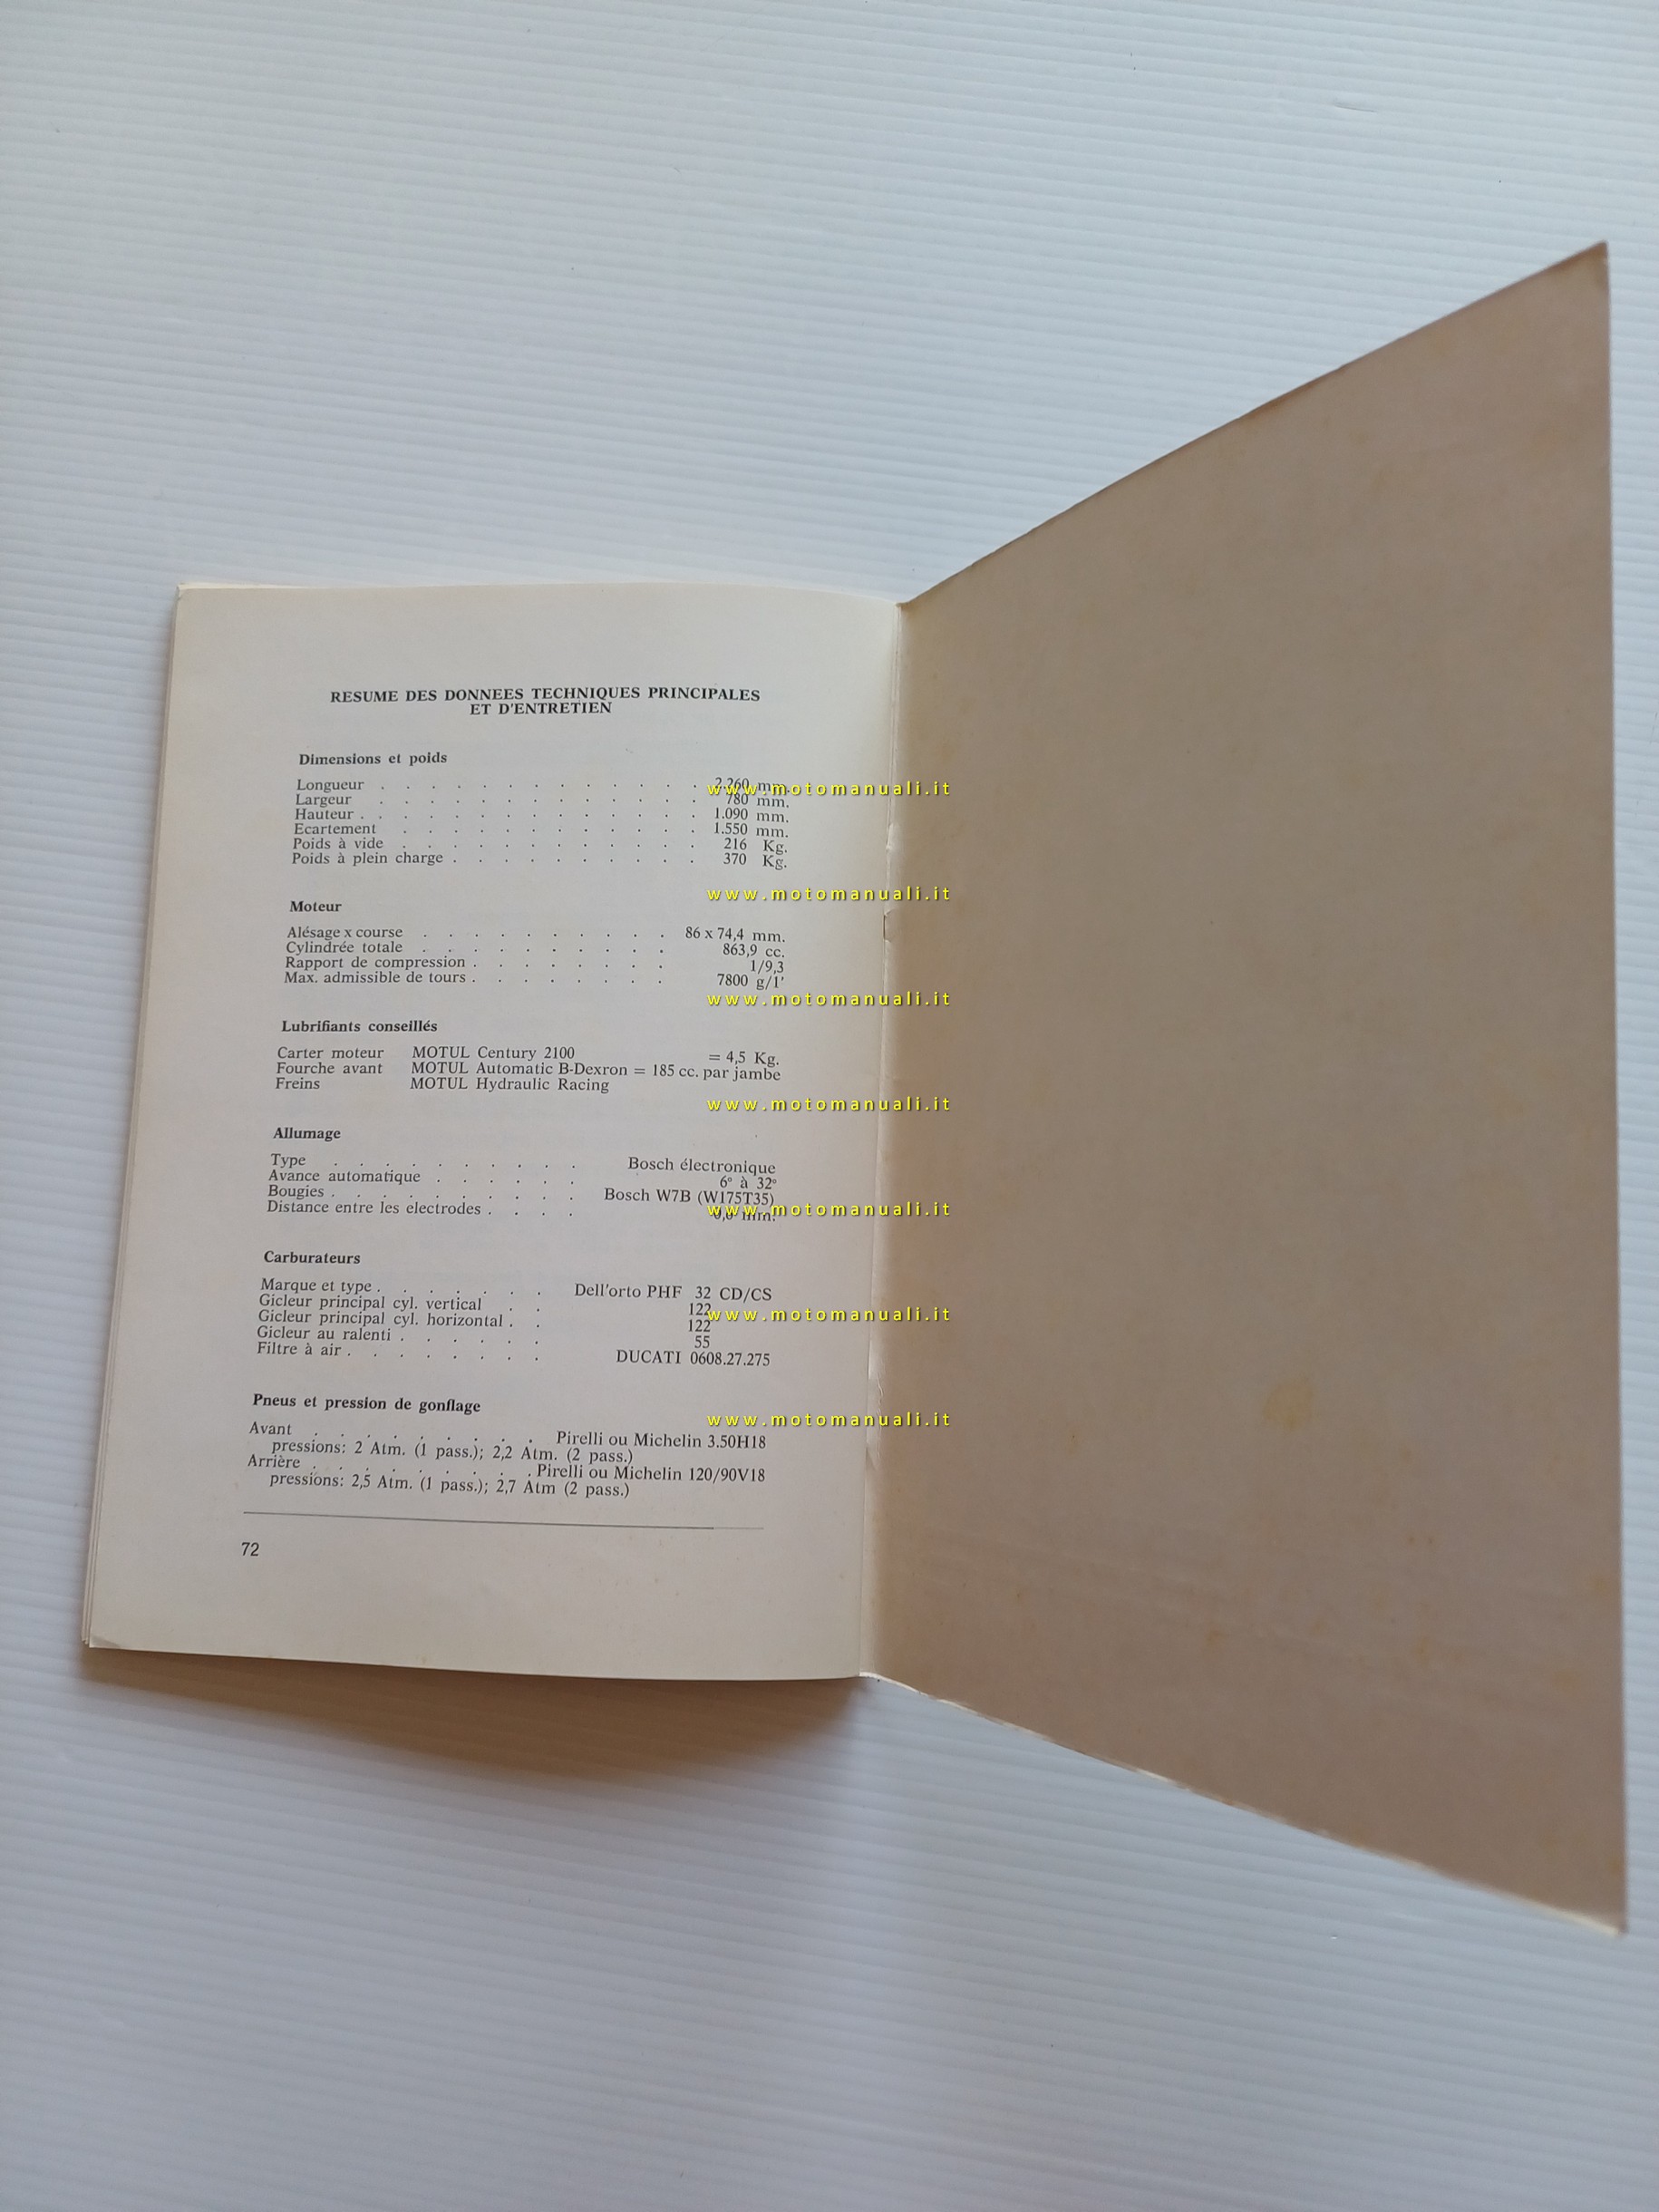 RESUME DES DONNEES TECHNIQUES PRINCIPALES
ET D'ENTRETIEN
Dimensions et poids
Longueur . . . . . . . . . . . . . 2.260 mm.
Largeur . . . . . . . . . . . . . 780 mm.
Hauteur . . . . . . . . . . . . . . 1.090 mm.
Ecartement . . . . . . . . . . . . 1.550 mm.
Poids à vide . . . . . . . . . . . . 216 Kg.
Poids à plein charge . . . . . . . . . . 370 Kg.
Moteur
Alésage x course . . . . . . . . . . 86 x 74,4 mm.
Cylindrée totale . . . . . . . . . . 863,9 cc.
Rapport de compression . . . . . . . . 1/9,3
Max. admissible de tours . . . . . . . . 7800 g/1'
Lubrifiants conseillés
Carter moteur MOTUL Century 2100 = 4,5 Kg.
Fourche avant MOTUL Automatic B-Dexron = 185 cc. par jambe
Freins MOTUL Hydraulic Racing
Allumage
Type . . . . . . . . . . Bosch électronique
Avance automatique . . . . . . 6° à 32°
Bougies . . . . . . . . . . Bosch W7B (W175T35)
Distance entre les electrodes . . . . mm.
Carburateurs
Marque et type . . . . . . . Dell'orto PHF 32 CD/CS
Gicleur principal cyl. vertical . . 122
Gicleur principal cyl. horizontal . . 122
Gicleur au ralenti . . . . . . 55
Filtre à air . . . . . . . . DUCATI 0608.27.275
Pneus et pression de gonflage
Avant . . . . . . . . . Pirelli ou Michelin 3.50H18
pressions: 2 Atm. (1 pass.); 2,2 Atm. (2 pass.)
Arrière . . . . . . . . . Pirelli ou Michelin 120/90V18
pressions: 2,5 Atm. (1 pass.); 2,7 Atm (2 pass.)
72
www.motomanuali.it
www.motomanuali.it
www.motomanuali.it
www.motomanuali.it
www.motomanuali.it
www.motomanuali.it
www.motomanuali.it